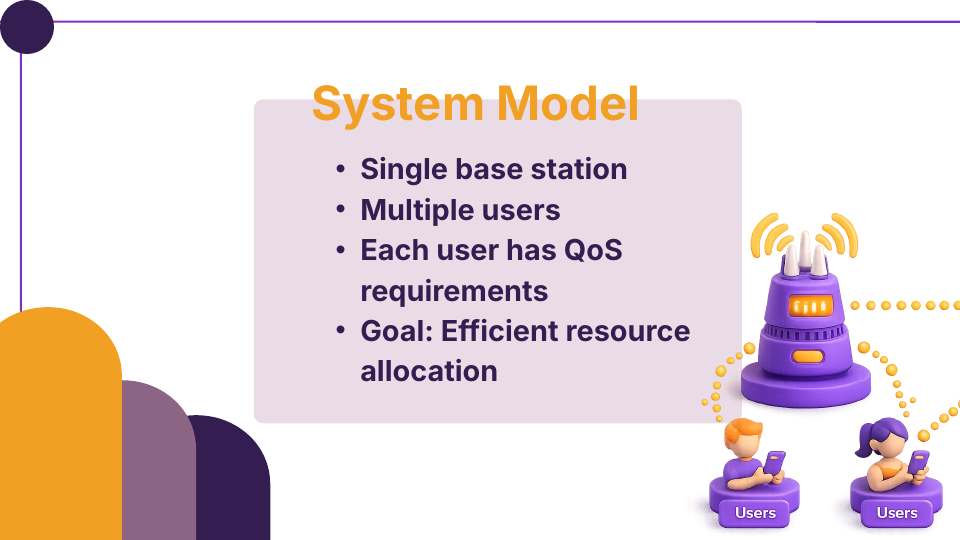 System Model
• Single base station
• Multiple users
• Each user has QoS
requirements
• Goal: Efficient resource
allocation
Users
Users